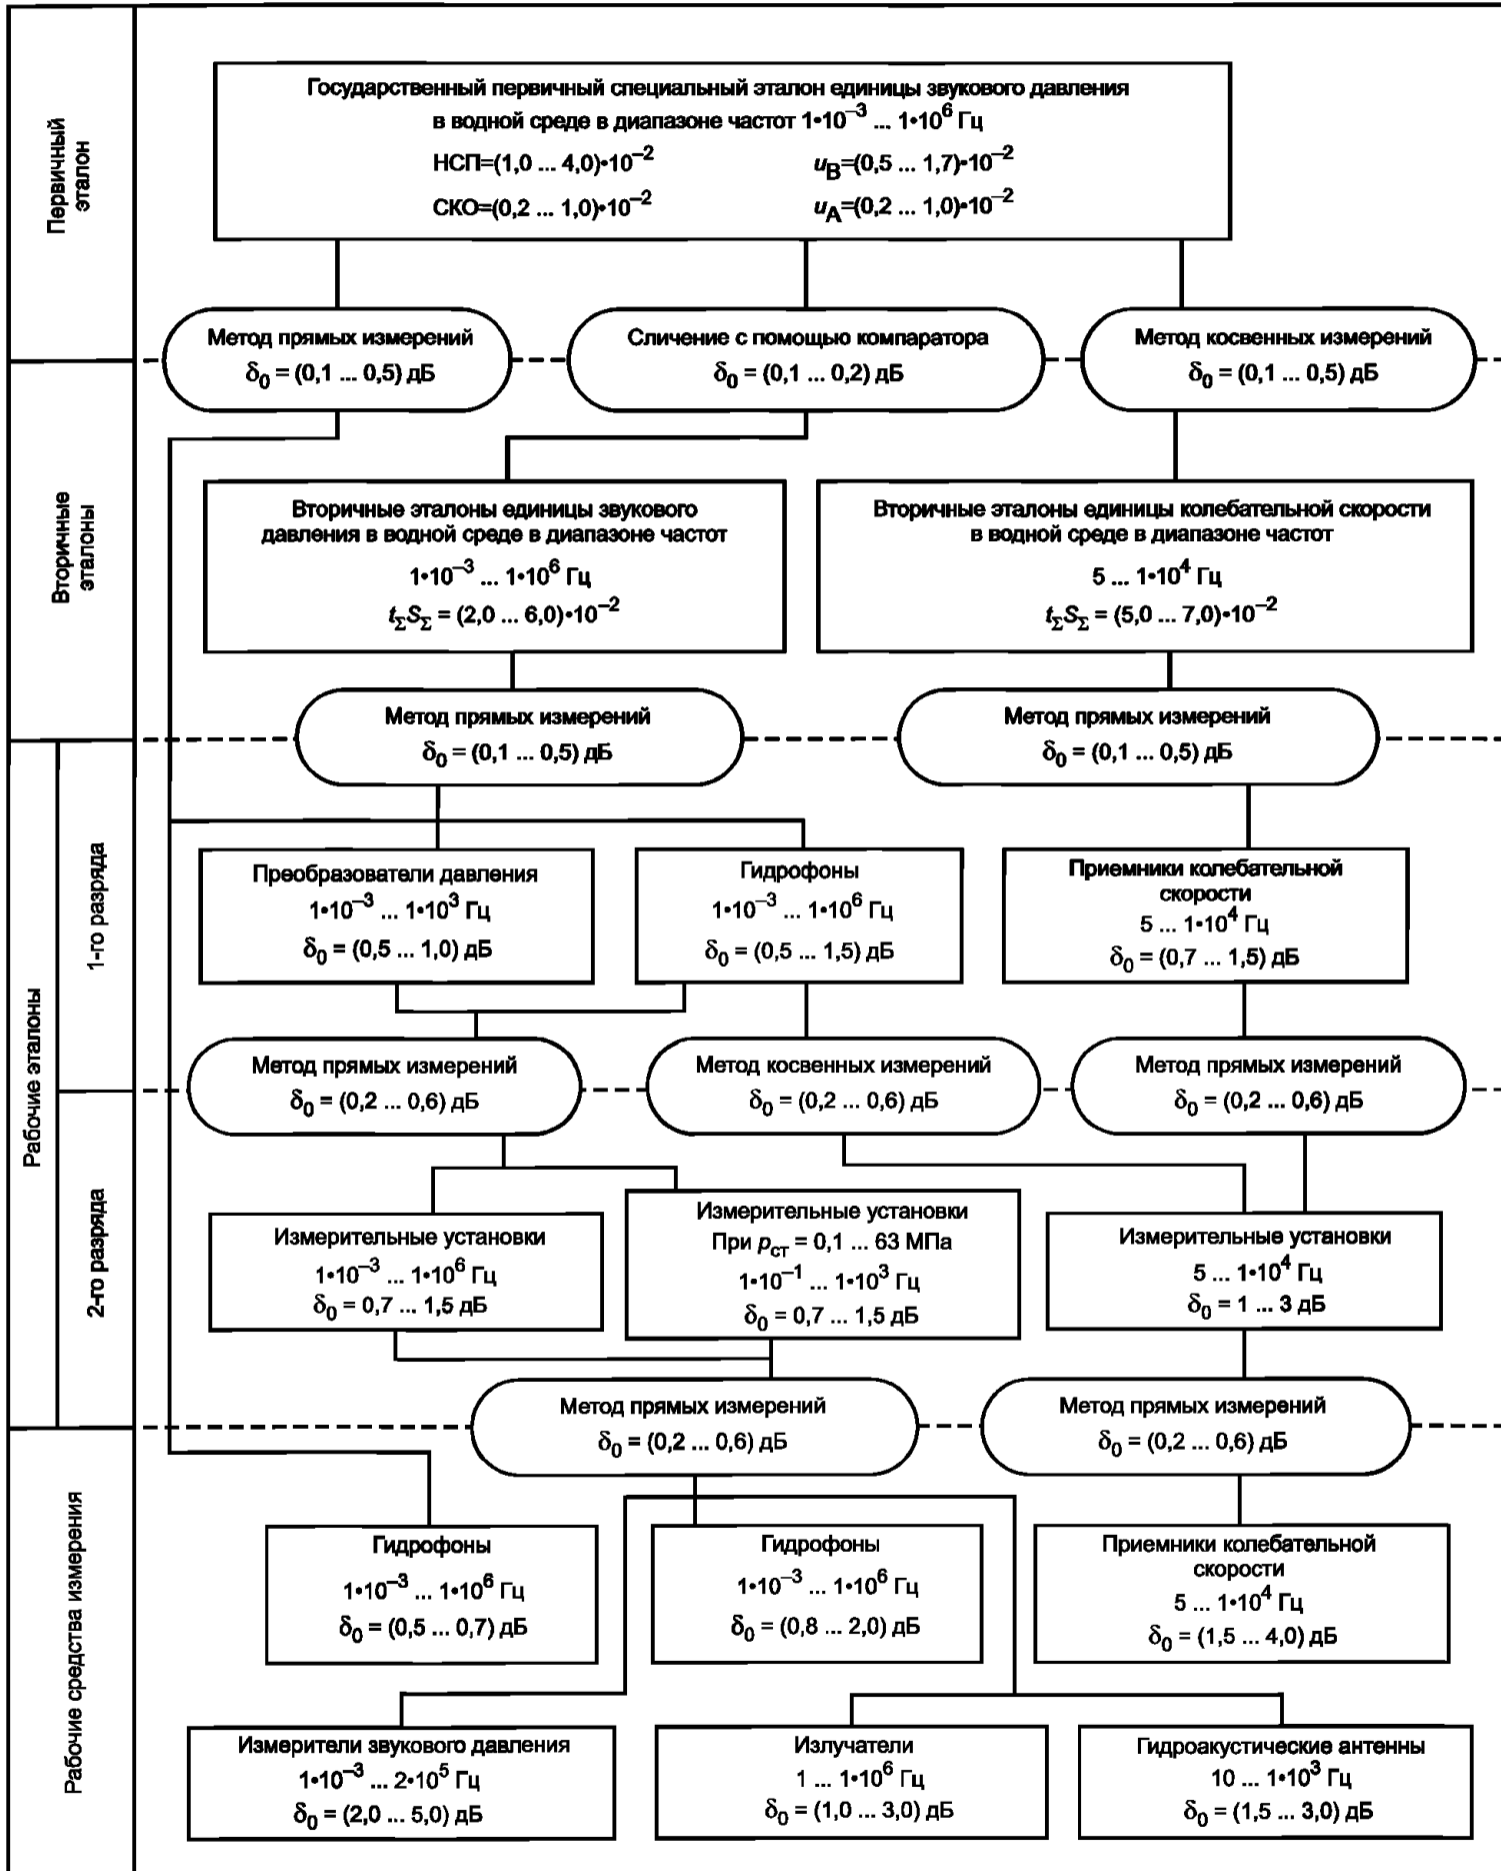 Первичный
эталон
Государственный первичный специальный эталон единицы звукового давления
в водной среде в диапазоне частот 1•10⁻³ ... 1•10⁶ Гц
НСП=(1,0 ... 4,0)•10⁻²
u_B=(0,5 ... 1,7)•10⁻²
СКО=(0,2 ... 1,0)•10⁻²
u_A=(0,2 ... 1,0)•10⁻²
Метод прямых измерений
δ₀ = (0,1 ... 0,5) дБ
Сличение с помощью компаратора
δ₀ = (0,1 ... 0,2) дБ
Метод косвенных измерений
δ₀ = (0,1 ... 0,5) дБ
Вторичные
эталоны
Вторичные эталоны единицы звукового
давления в водной среде в диапазоне частот
1•10⁻³ ... 1•10⁶ Гц
t_ΣS_Σ = (2,0 ... 6,0)•10⁻²
Вторичные эталоны единицы колебательной скорости
в водной среде в диапазоне частот
5 ... 1•10⁴ Гц
t_ΣS_Σ = (5,0 ... 7,0)•10⁻²
Метод прямых измерений
δ₀ = (0,1 ... 0,5) дБ
Метод прямых измерений
δ₀ = (0,1 ... 0,5) дБ
Рабочие эталоны
1-го разряда
Преобразователи давления
1•10⁻³ ... 1•10³ Гц
δ₀ = (0,5 ... 1,0) дБ
Гидрофоны
1•10⁻³ ... 1•10⁶ Гц
δ₀ = (0,5 ... 1,5) дБ
Приемники колебательной
скорости
5 ... 1•10⁴ Гц
δ₀ = (0,7 ... 1,5) дБ
Метод прямых измерений
δ₀ = (0,2 ... 0,6) дБ
Метод косвенных измерений
δ₀ = (0,2 ... 0,6) дБ
Метод прямых измерений
δ₀ = (0,2 ... 0,6) дБ
2-го разряда
Измерительные установки
1•10⁻³ ... 1•10⁶ Гц
δ₀ = 0,7 ... 1,5 дБ
Измерительные установки
При p_ст = 0,1 ... 63 МПа
1•10⁻¹ ... 1•10³ Гц
δ₀ = 0,7 ... 1,5 дБ
Измерительные установки
5 ... 1•10⁴ Гц
δ₀ = 1 ... 3 дБ
Метод прямых измерений
δ₀ = (0,2 ... 0,6) дБ
Метод прямых измерений
δ₀ = (0,2 ... 0,6) дБ
Рабочие средства измерения
Гидрофоны
1•10⁻³ ... 1•10⁶ Гц
δ₀ = (0,5 ... 0,7) дБ
Гидрофоны
1•10⁻³ ... 1•10⁶ Гц
δ₀ = (0,8 ... 2,0) дБ
Приемники колебательной
скорости
5 ... 1•10⁴ Гц
δ₀ = (1,5 ... 4,0) дБ
Измерители звукового давления
1•10⁻³ ... 2•10⁵ Гц
δ₀ = (2,0 ... 5,0) дБ
Излучатели
1 ... 1•10⁶ Гц
δ₀ = (1,0 ... 3,0) дБ
Гидроакустические антенны
10 ... 1•10³ Гц
δ₀ = (1,5 ... 3,0) дБ